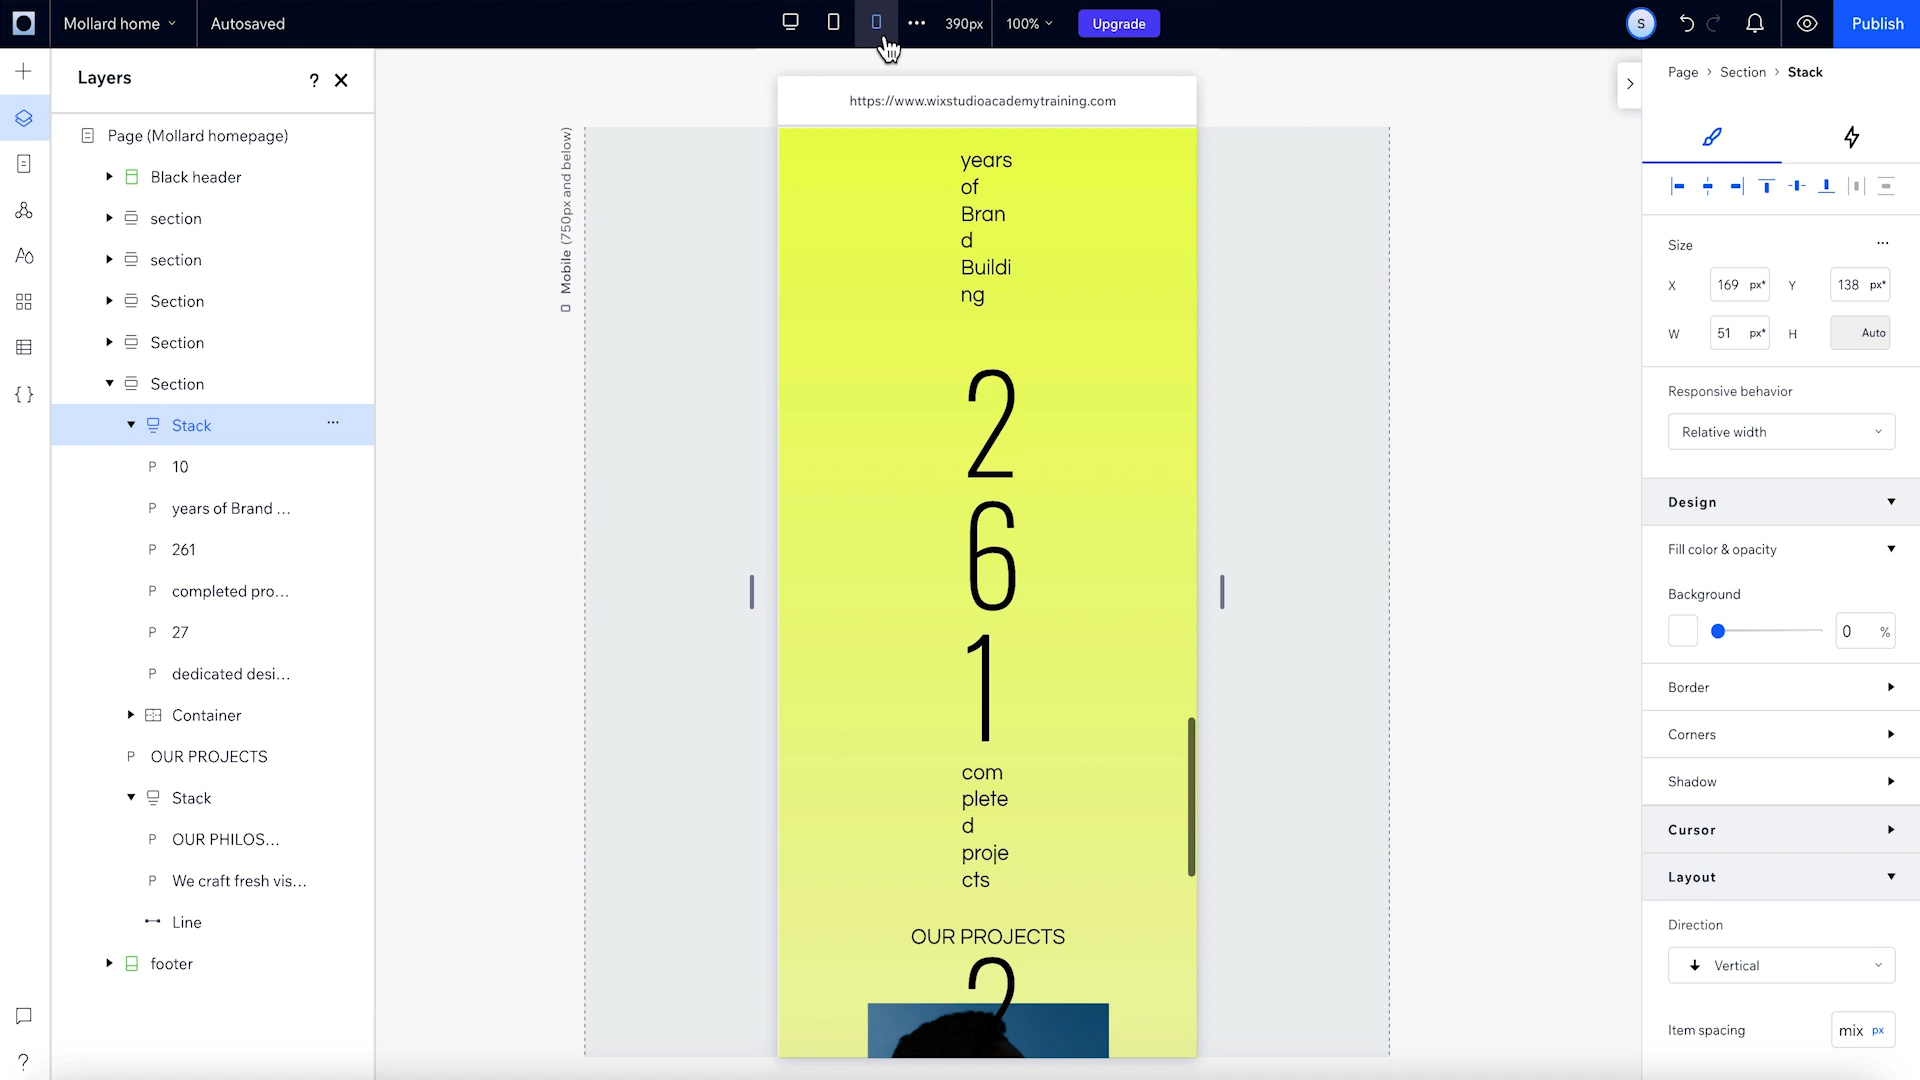 Mollard home
Autosaved
390px
100%
Upgrade
S
Publish
Layers
?
Page (Mollard homepage)
Black header
section
section
Section
Section
Section
Stack
P 10
P years of Brand ...
P 261
P completed pro...
P 27
P dedicated desi...
Container
P OUR PROJECTS
Stack
P OUR PHILOS...
P We craft fresh vis...
Line
footer
?
Mobile (750px and below)
https://www.wixstudioacademytraining.com
years
of
Bran
d
Buildi
ng
2
6
1
com
plete
d
proje
cts
OUR PROJECTS
2
Page > Section > Stack
Size
X 169 px* Y 138 px*
W 51 px* H Auto
Responsive behavior
Relative width
Design
Fill color & opacity
Background
0 %
Border
Corners
Shadow
Cursor
Layout
Direction
Vertical
Item spacing mix px